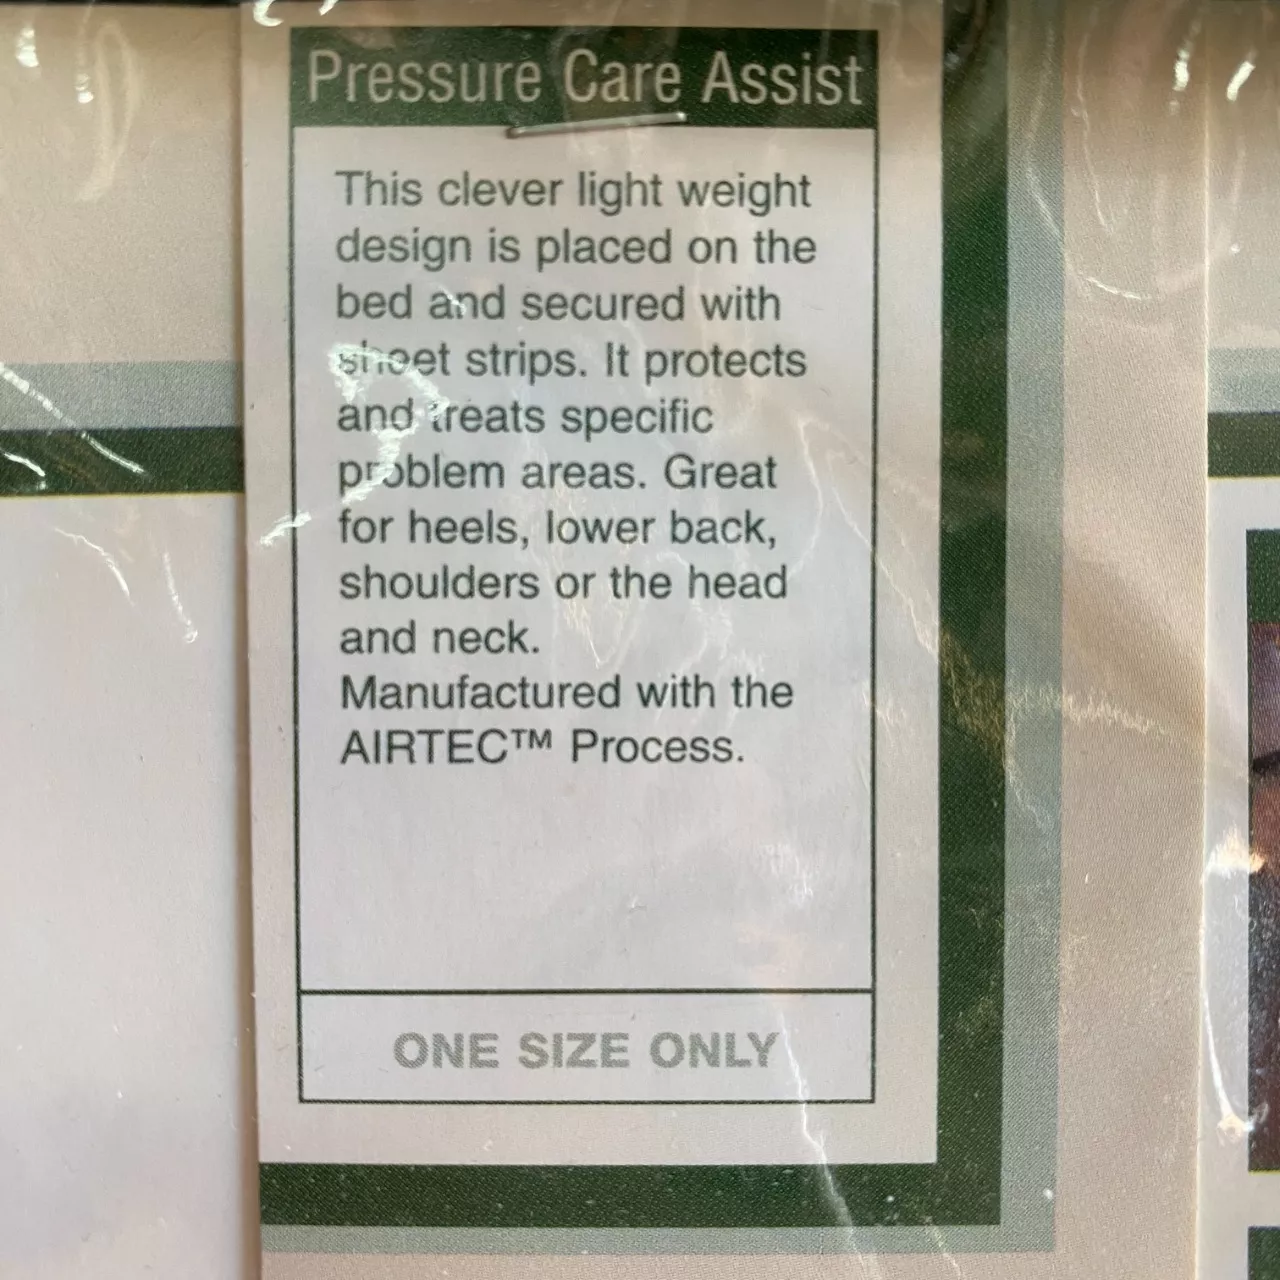 Pressure Care Assist
This clever light weight
design is placed on the
bed and secured with
sheet strips. It protects
and treats specific
problem areas. Great
for heels, lower back,
shoulders or the head
and neck.
Manufactured with the
AIRTEC™ Process.
ONE SIZE ONLY